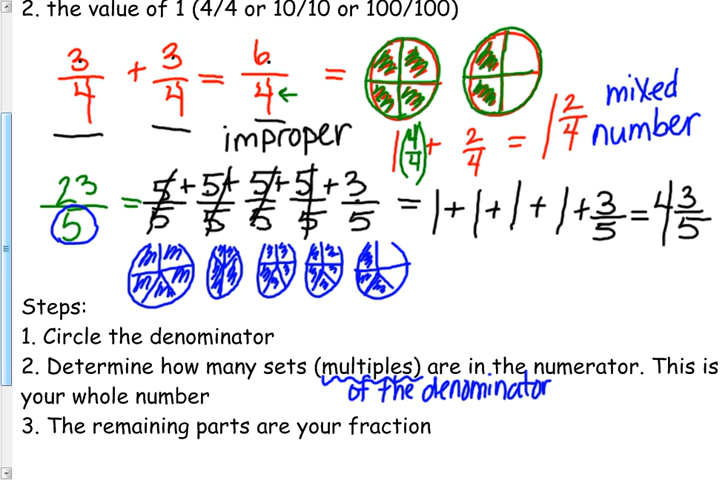 2. the value of 1 (4/4 or 10/10 or 100/100)
3/4 + 3/4 = 6/4 =
improper
1 (4/4) + 2/4 = 1 2/4
mixed
number
23/5 = 5/5 + 5/5 + 5/5 + 5/5 + 3/5 = 1 + 1 + 1 + 1 + 3/5 = 4 3/5
Steps:
1. Circle the denominator
2. Determine how many sets (multiples) are in the numerator. This is
of the denominator
your whole number
3. The remaining parts are your fraction